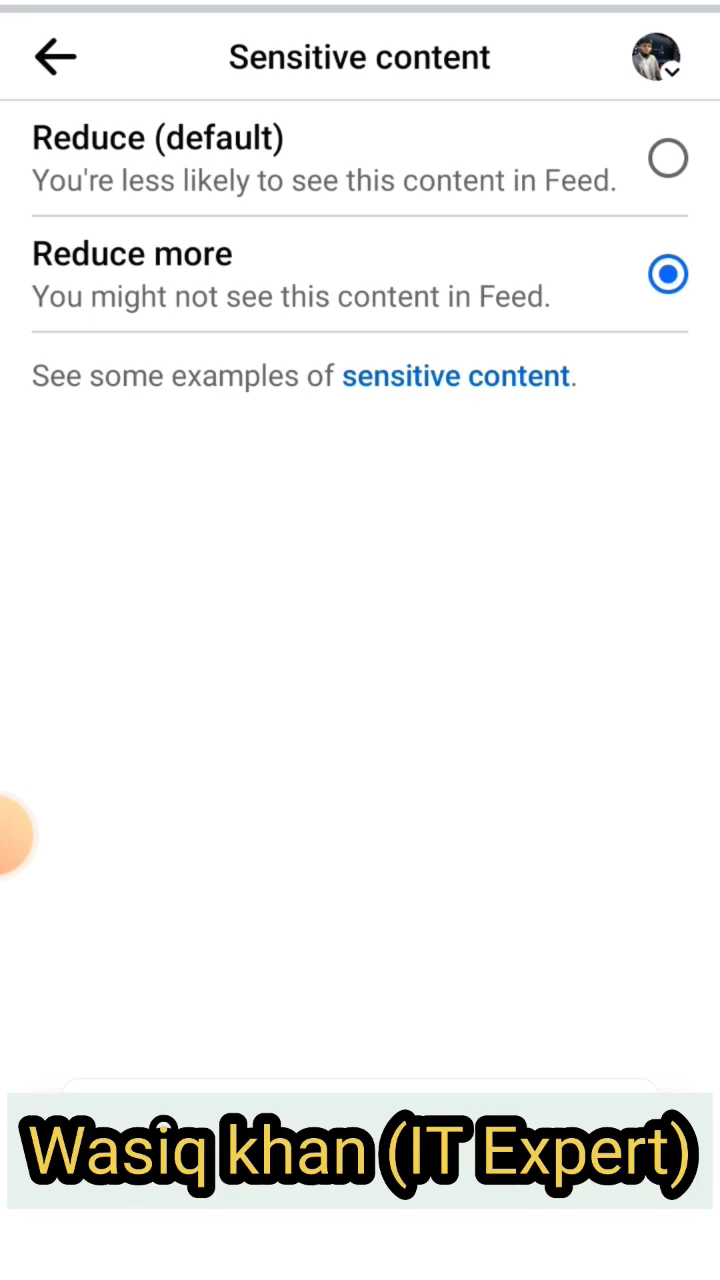 Sensitive content
Reduce (default)
You're less likely to see this content in Feed.
Reduce more
You might not see this content in Feed.
See some examples of sensitive content.
Wasiq khan (IT Expert)